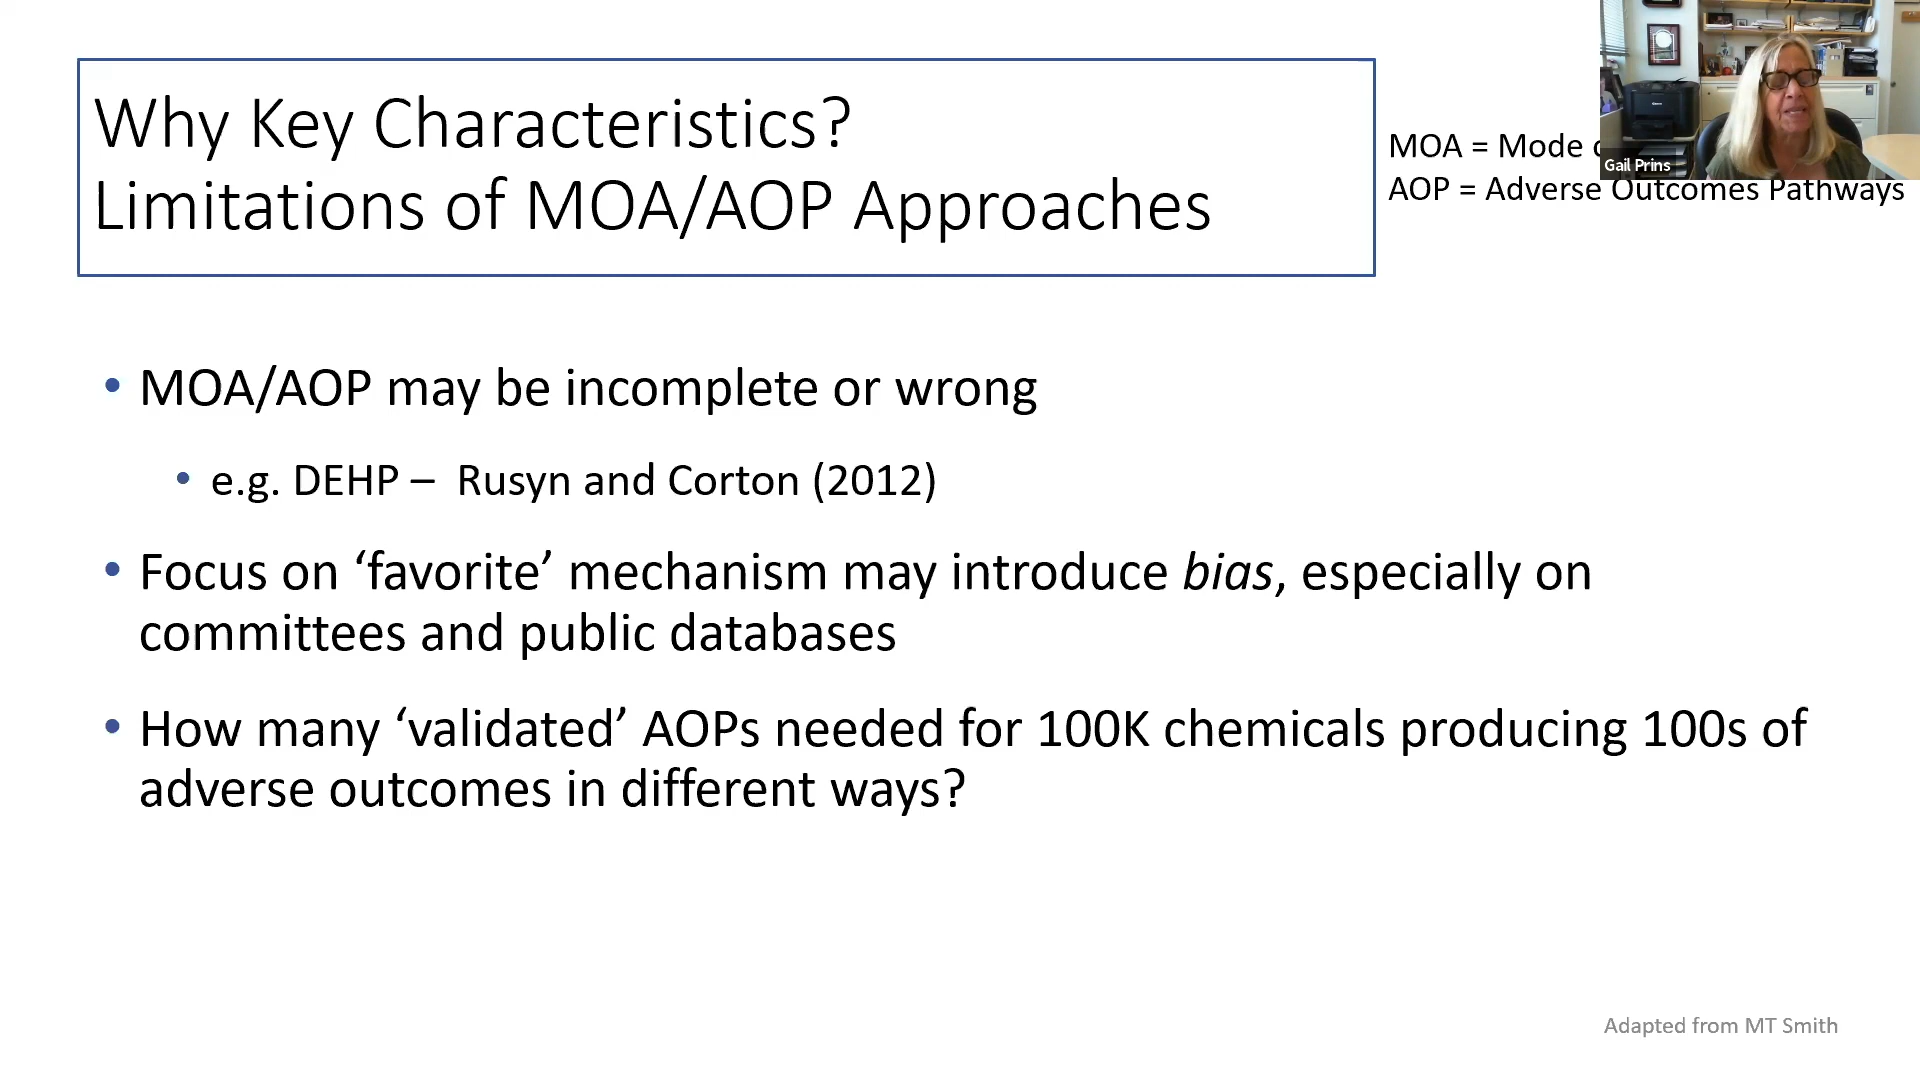 Why Key Characteristics?
Limitations of MOA/AOP Approaches
MOA = Mode
AOP = Adverse Outcomes Pathways
Gail Prins
• MOA/AOP may be incomplete or wrong
• e.g. DEHP – Rusyn and Corton (2012)
• Focus on ‘favorite’ mechanism may introduce bias, especially on
committees and public databases
• How many ‘validated’ AOPs needed for 100K chemicals producing 100s of
adverse outcomes in different ways?
Adapted from MT Smith